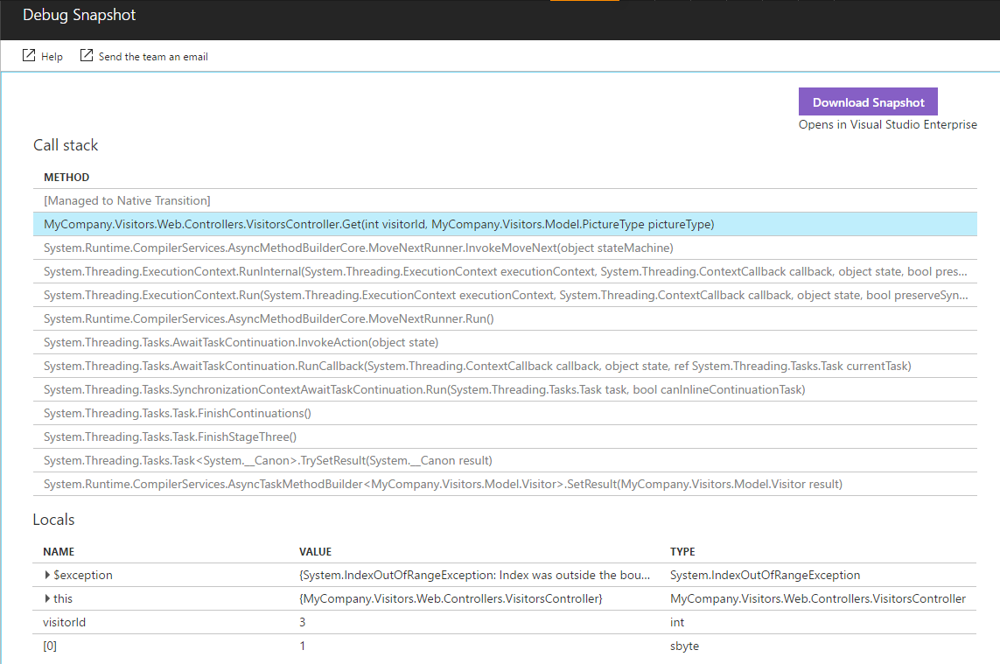 Debug Snapshot
Help Send the team an email
Download Snapshot
Opens in Visual Studio Enterprise
Call stack
METHOD
[Managed to Native Transition]
MyCompany.Visitors.Web.Controllers.VisitorsController.Get(int visitorId, MyCompany.Visitors.Model.PictureType pictureType)
System.Runtime.CompilerServices.AsyncMethodBuilderCore.MoveNextRunner.InvokeMoveNext(object stateMachine)
System.Threading.ExecutionContext.RunInternal(System.Threading.ExecutionContext executionContext, System.Threading.ContextCallback callback, object state, bool pres...
System.Threading.ExecutionContext.Run(System.Threading.ExecutionContext executionContext, System.Threading.ContextCallback callback, object state, bool preserveSyn...
System.Runtime.CompilerServices.AsyncMethodBuilderCore.MoveNextRunner.Run()
System.Threading.Tasks.AwaitTaskContinuation.InvokeAction(object state)
System.Threading.Tasks.AwaitTaskContinuation.RunCallback(System.Threading.ContextCallback callback, object state, ref System.Threading.Tasks.Task currentTask)
System.Threading.Tasks.SynchronizationContextAwaitTaskContinuation.Run(System.Threading.Tasks.Task task, bool canInlineContinuationTask)
System.Threading.Tasks.Task.FinishContinuations()
System.Threading.Tasks.Task.FinishStageThree()
System.Threading.Tasks.Task<System.__Canon>.TrySetResult(System.__Canon result)
System.Runtime.CompilerServices.AsyncTaskMethodBuilder<MyCompany.Visitors.Model.Visitor>.SetResult(MyCompany.Visitors.Model.Visitor result)
Locals
NAME VALUE TYPE
$exception {System.IndexOutOfRangeException: Index was outside the bou... System.IndexOutOfRangeException
this {MyCompany.Visitors.Web.Controllers.VisitorsController} MyCompany.Visitors.Web.Controllers.VisitorsController
visitorId 3 int
[0] 1 sbyte